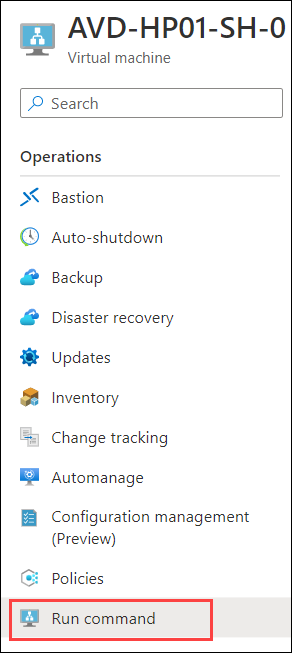 AVD-HP01-SH-0
Virtual machine
Search
Operations
Bastion
Auto-shutdown
Backup
Disaster recovery
Updates
Inventory
Change tracking
Automanage
Configuration management
(Preview)
Policies
Run command